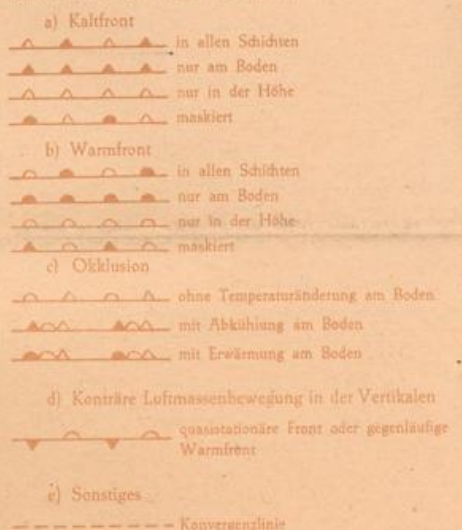 a) Kaltfront
in allen Schichten
nur am Boden
nur in der Höhe
maskiert
b) Warmfront
in allen Schichten
nur am Boden
nur in der Höhe
maskiert
c) Okklusion
ohne Temperaturänderung am Boden
mit Abkühlung am Boden
mit Erwärmung am Boden
d) Konträre Luftmassenbewegung in der Vertikalen
quasistationäre Front oder gegenläufige
Warmfront
e) Sonstiges
Konvergenzlinie